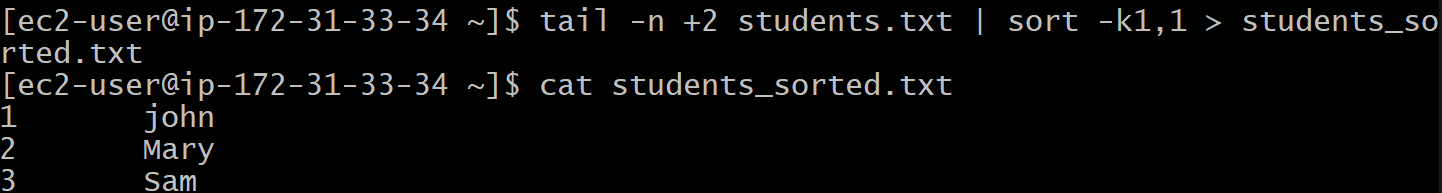 [ec2-user@ip-172-31-33-34 ~]$ tail -n +2 students.txt | sort -k1,1 > students_so
rted.txt
[ec2-user@ip-172-31-33-34 ~]$ cat students_sorted.txt
1       john
2       Mary
3       Sam